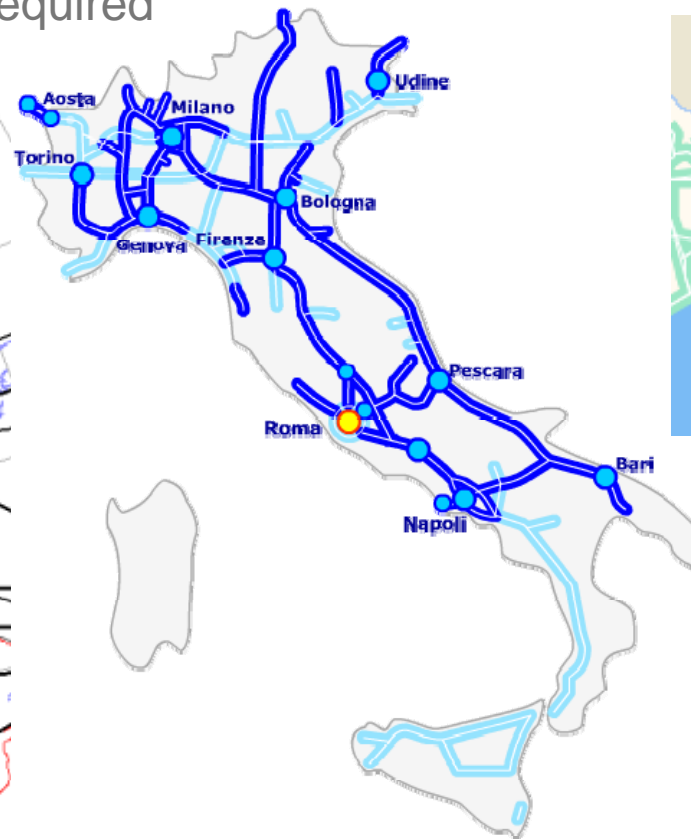 equired
Aosta
Milano
Udine
Torino
Bologna
Genova
Firenze
Pescara
Roma
Bari
Napoli